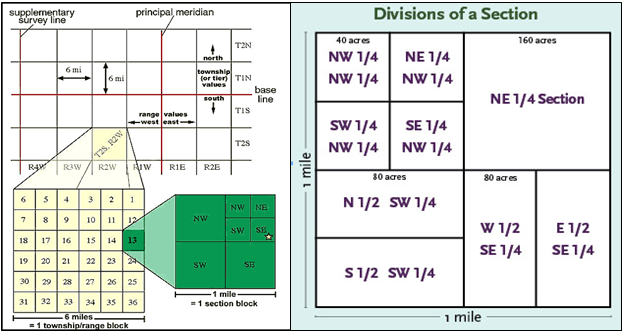 supplementary
survey line
principal meridian
T2N
6 mi
6 mi
north
township
(or tier)
values
T1N
base
line
south
range values
west east
T1S
T2S, R2W
T2S
R4W R3W R2W R1W R1E R2E
6 5 4 3 2 1
7 8 9 10 11 12
18 17 16 15 14 13
19 20 21 22 23 24
30 29 28 27 26 25
31 32 33 34 35 36
6 miles
= 1 township/range block
NW NW NE
SW SE
SW SE
1 mile
= 1 section block
Divisions of a Section
40 acres
NW 1/4
NW 1/4
NE 1/4
NW 1/4
160 acres
NE 1/4 Section
SW 1/4
NW 1/4
SE 1/4
NW 1/4
1 mile
80 acres
N 1/2 SW 1/4
S 1/2 SW 1/4
80 acres
W 1/2
SE 1/4
E 1/2
SE 1/4
1 mile